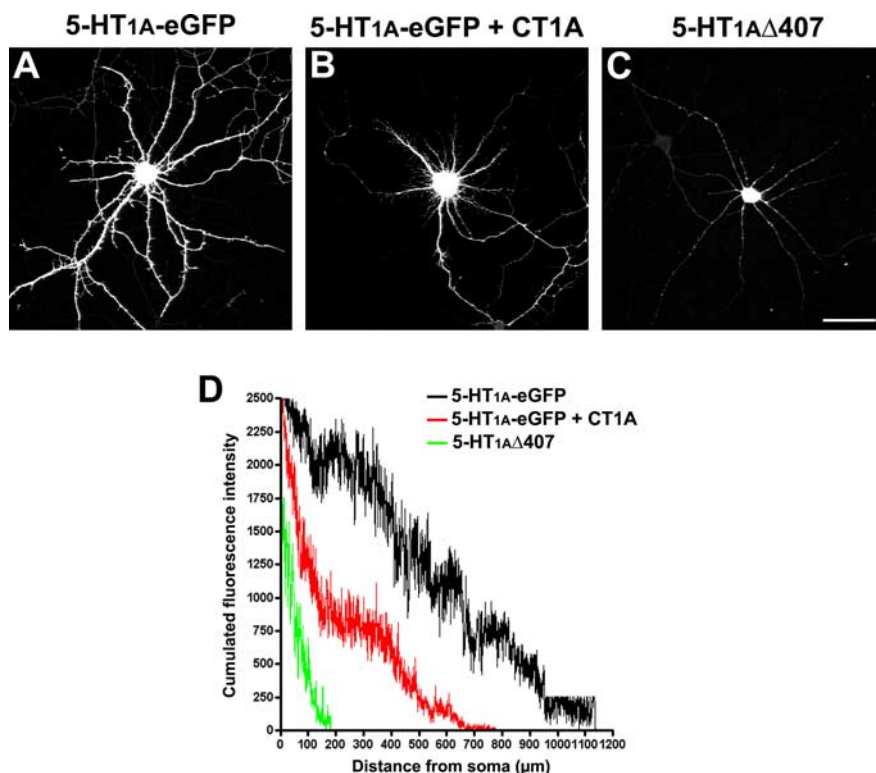 5-HT1A-eGFP 5-HT1A-eGFP + CT1A 5-HT1AΔ407
A B C
D
5-HT1A-eGFP
5-HT1A-eGFP + CT1A
5-HT1AΔ407
Cumulated fluorescence intensity
2500
2250
2000
1750
1500
1250
1000
750
500
250
0
0 100 200 300 400 500 600 700 800 900 1000 1100 1200
Distance from soma (µm)